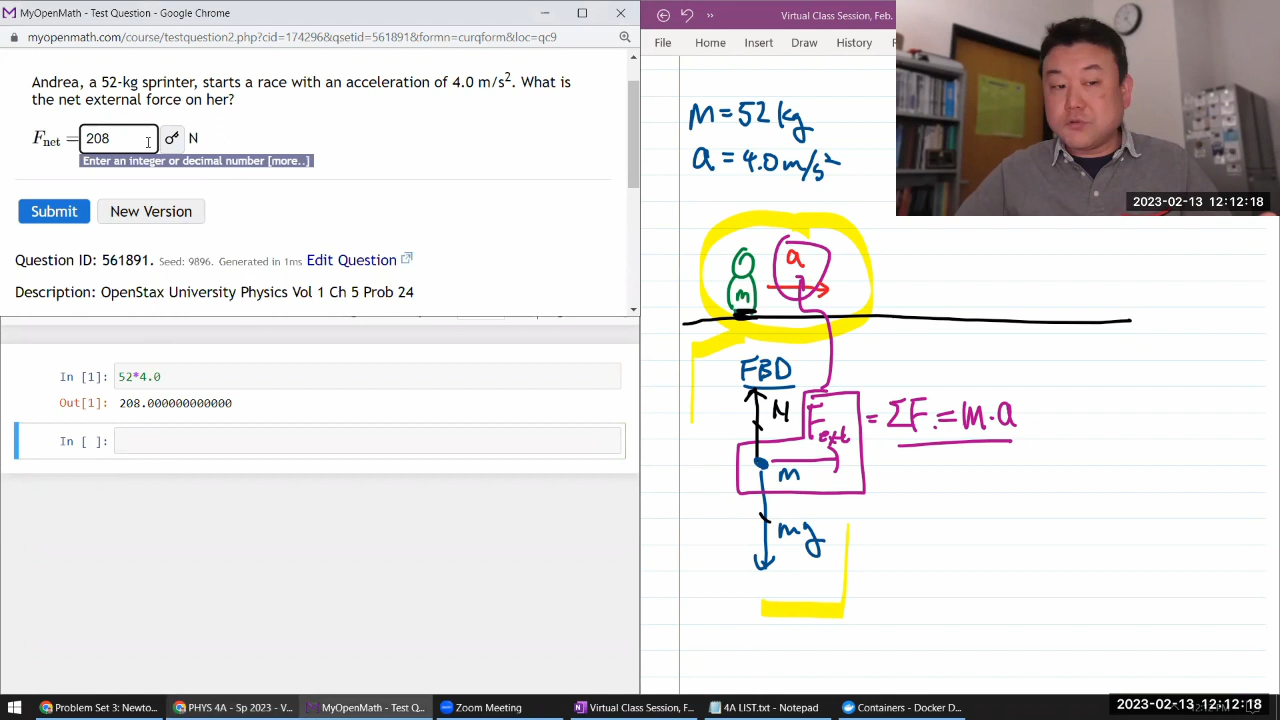 MyOpenMath - Test Question - Google Chrome
myopenmath.com/course/testquestion2.php?cid=174296&qsetid=561891&formn=curqform&loc=qc9
Andrea, a 52-kg sprinter, starts a race with an acceleration of 4.0 m/s². What is
the net external force on her?
Fnet = 208 N
Enter an integer or decimal number [more..]
Submit New Version
Question ID: 561891. Seed: 9896. Generated in 1ms Edit Question
Description: OpenStax University Physics Vol 1 Ch 5 Prob 24
In [1]: 52*4.0
Out[1]: 208.000000000000
In [ ]:
Virtual Class Session, Feb.
File Home Insert Draw History
M = 52 kg
a = 4.0 m/s²
a
m
FBD
N
Fext = ΣF. = m·a
m
mg
2023-02-13 12:12:18
Problem Set 3: Newto... PHYS 4A - Sp 2023 - V... MyOpenMath - Test Q... Zoom Meeting Virtual Class Session, F... 4A LIST.txt - Notepad Containers - Docker D...
2023-02-13 12:12:18